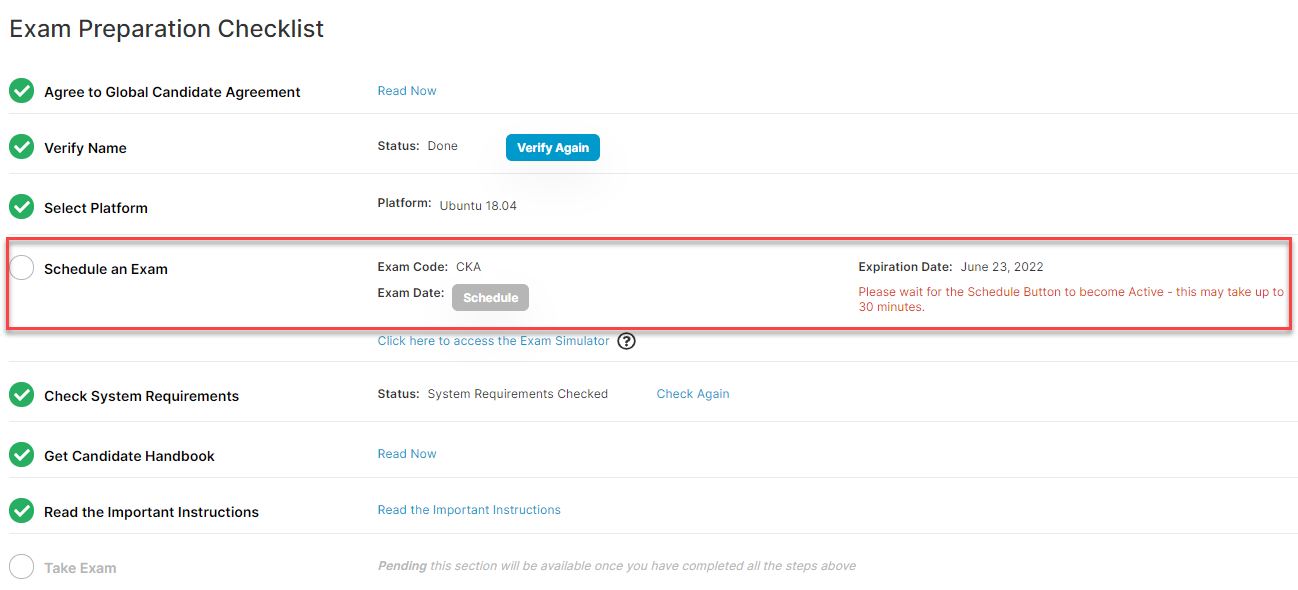 Exam Preparation Checklist
Agree to Global Candidate Agreement Read Now
Verify Name Status: Done Verify Again
Select Platform Platform: Ubuntu 18.04
Schedule an Exam Exam Code: CKA Expiration Date: June 23, 2022
Exam Date: Schedule Please wait for the Schedule Button to become Active - this may take up to
30 minutes.
Click here to access the Exam Simulator ?
Check System Requirements Status: System Requirements Checked Check Again
Get Candidate Handbook Read Now
Read the Important Instructions Read the Important Instructions
Take Exam Pending this section will be available once you have completed all the steps above